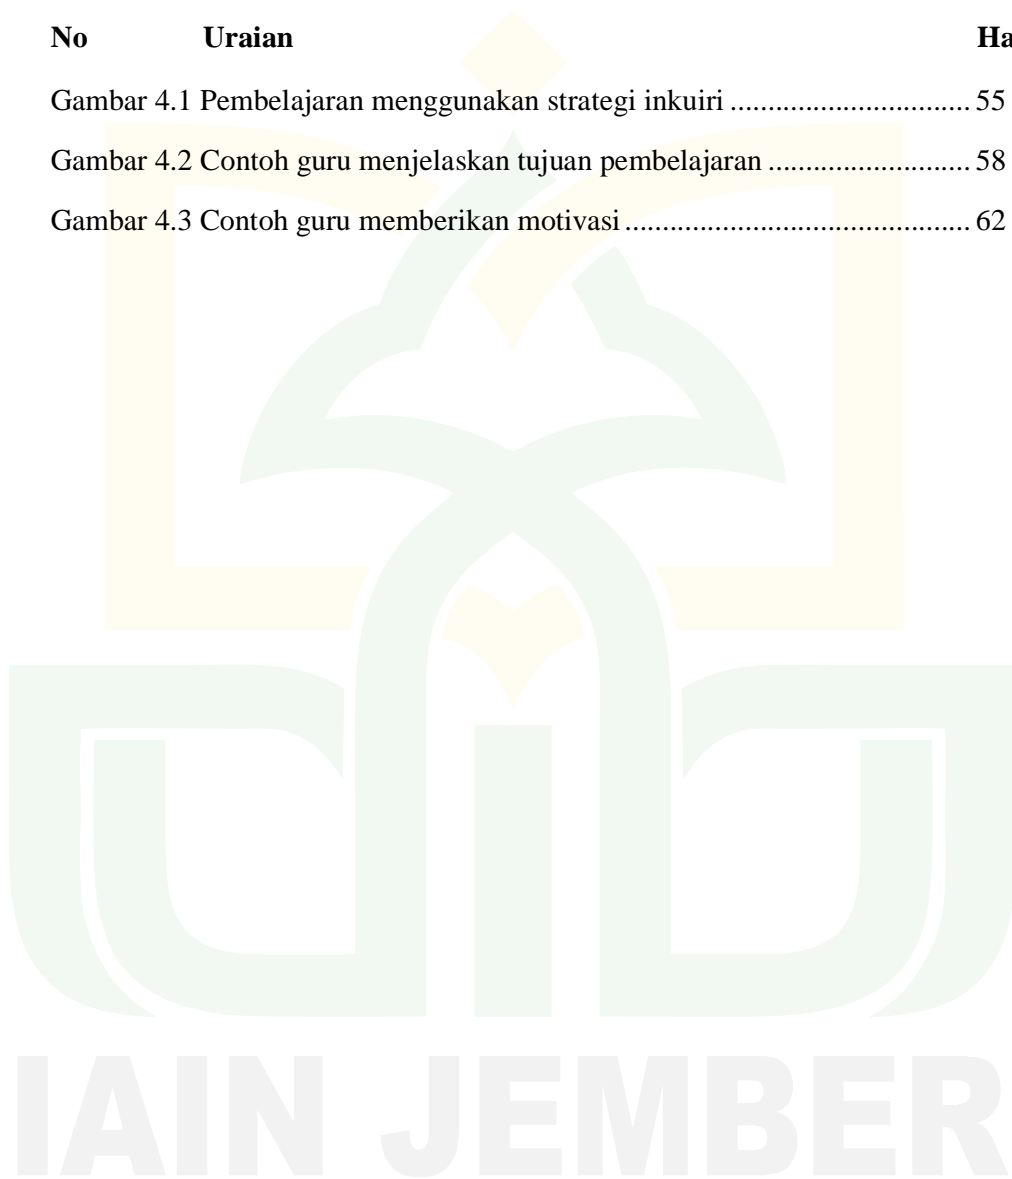 No Uraian Ha
Gambar 4.1 Pembelajaran menggunakan strategi inkuiri ................................ 55
Gambar 4.2 Contoh guru menjelaskan tujuan pembelajaran ........................... 58
Gambar 4.3 Contoh guru memberikan motivasi .............................................. 62
IAIN JEMBER